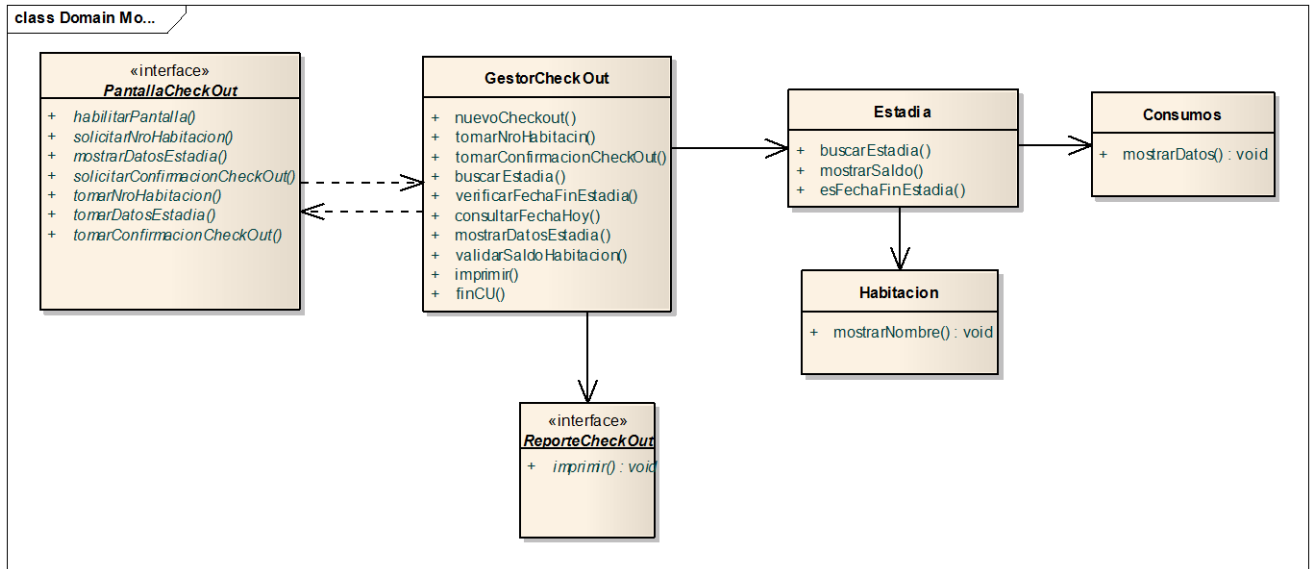 class Domain Mo...
«interface»
PantallaCheckOut
+ habilitarPantalla()
+ solicitarNroHabitacion()
+ mostrarDatosEstadia()
+ solicitarConfirmacionCheckOut()
+ tomarNroHabitacion()
+ tomarDatosEstadia()
+ tomarConfirmacionCheckOut()
GestorCheckOut
+ nuevoCheckout()
+ tomarNroHabitacin()
+ tomarConfirmacionCheckOut()
+ buscarEstadia()
+ verificarFechaFinEstadia()
+ consultarFechaHoy()
+ mostrarDatosEstadia()
+ validarSaldoHabitacion()
+ imprimir()
+ finCU()
Estadia
+ buscarEstadia()
+ mostrarSaldo()
+ esFechaFinEstadia()
Consumos
+ mostrarDatos() : void
Habitacion
+ mostrarNombre() : void
«interface»
ReporteCheckOut
+ imprimir() : void